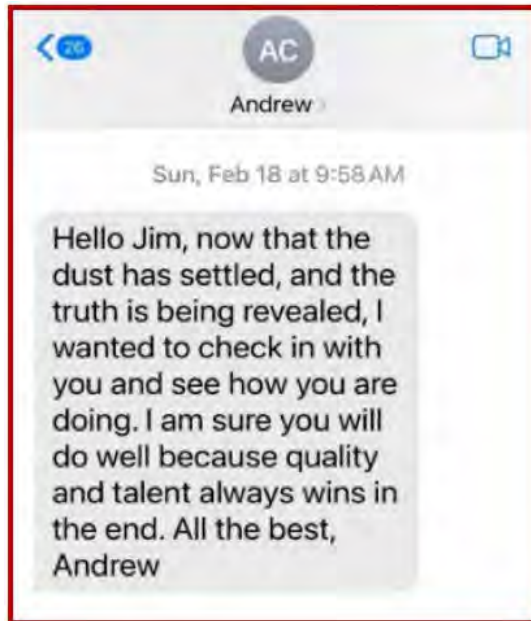 26
AC
Andrew
Sun, Feb 18 at 9:58 AM
Hello Jim, now that the
dust has settled, and the
truth is being revealed, I
wanted to check in with
you and see how you are
doing. I am sure you will
do well because quality
and talent always wins in
the end. All the best,
Andrew